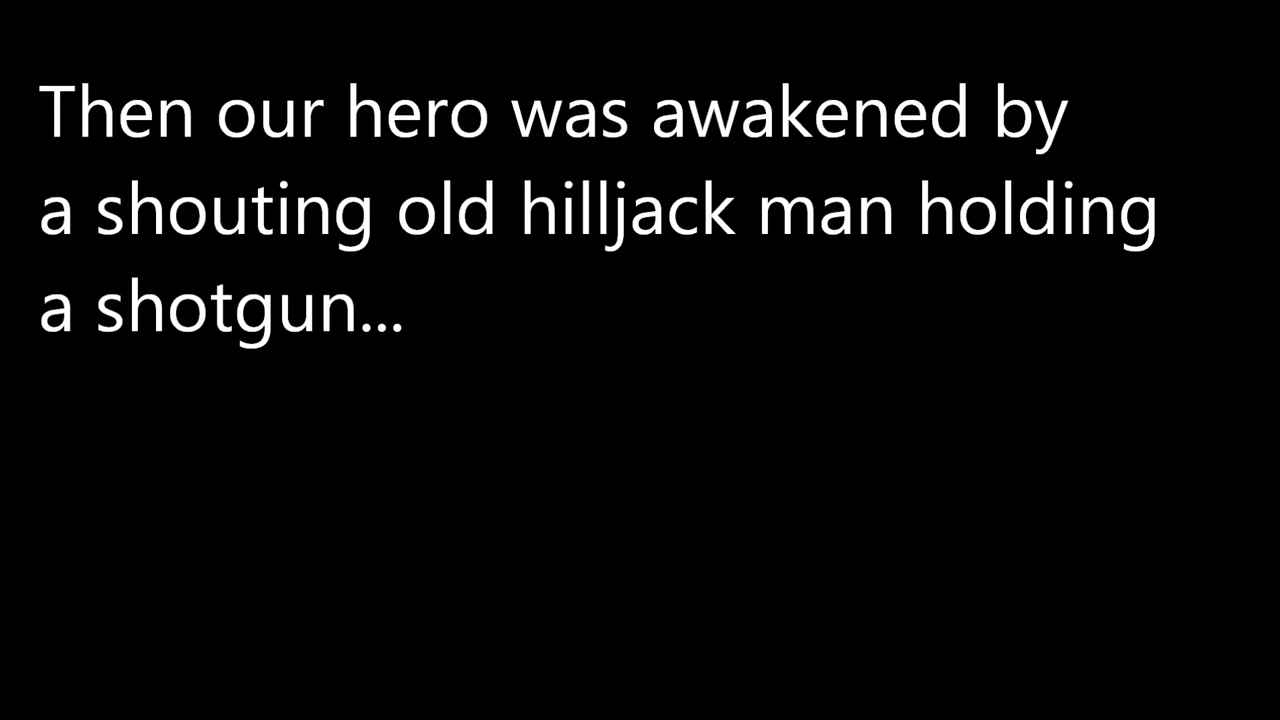 Then our hero was awakened by
a shouting old hilljack man holding
a shotgun...